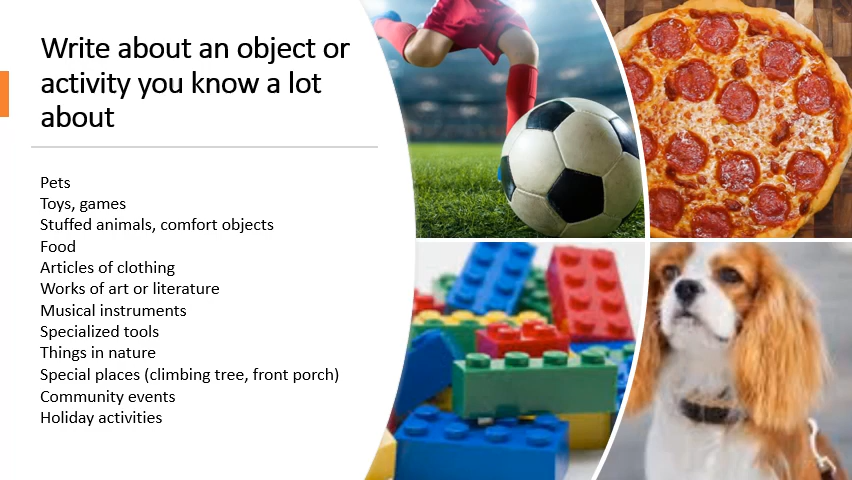 Write about an object or
activity you know a lot
about
Pets
Toys, games
Stuffed animals, comfort objects
Food
Articles of clothing
Works of art or literature
Musical instruments
Specialized tools
Things in nature
Special places (climbing tree, front porch)
Community events
Holiday activities